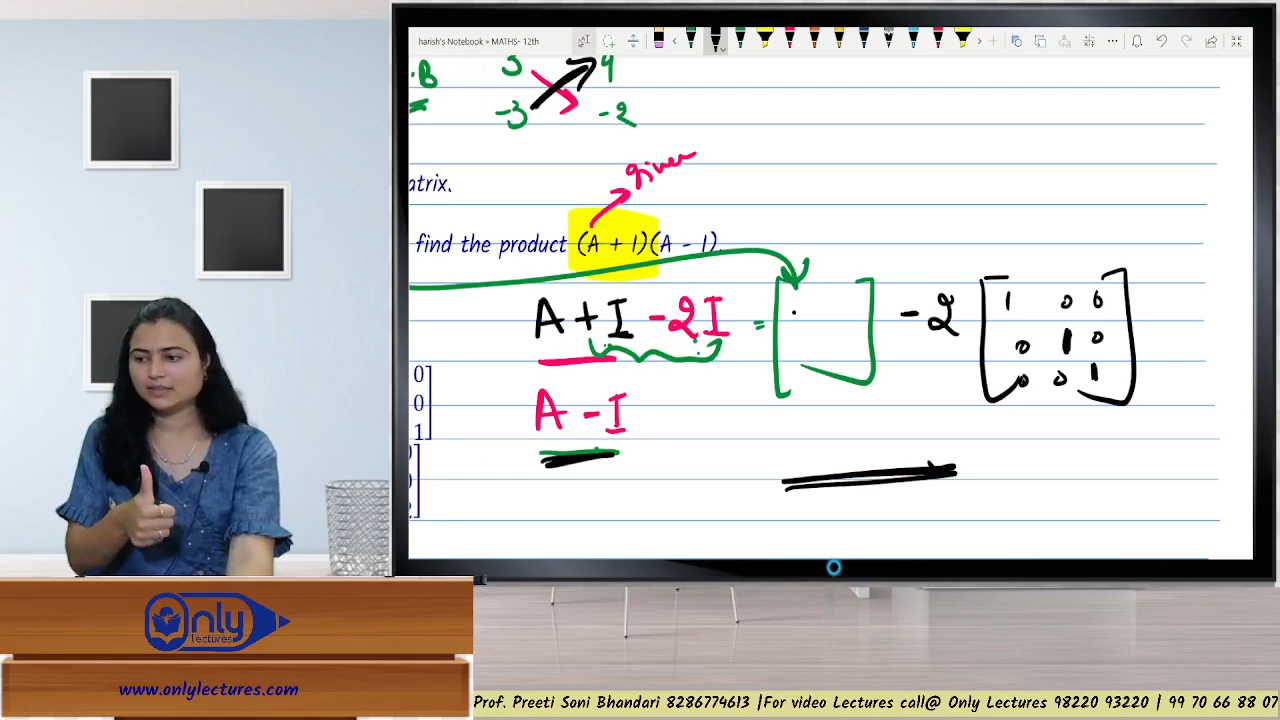 harish's Notebook » MATHS- 12th
.B 3 4
-3 -2
given
atrix.
find the product (A + I)(A - I).
A + I - 2I = [ ] - 2 [ 1 0 0
0 1 0
0 0 1 ]
0]
0
1]
A - I
Only
lectures
www.onlylectures.com
Prof. Preeti Soni Bhandari 8286774613 |For video Lectures call@ Only Lectures 98220 93220 | 99 70 66 88 07